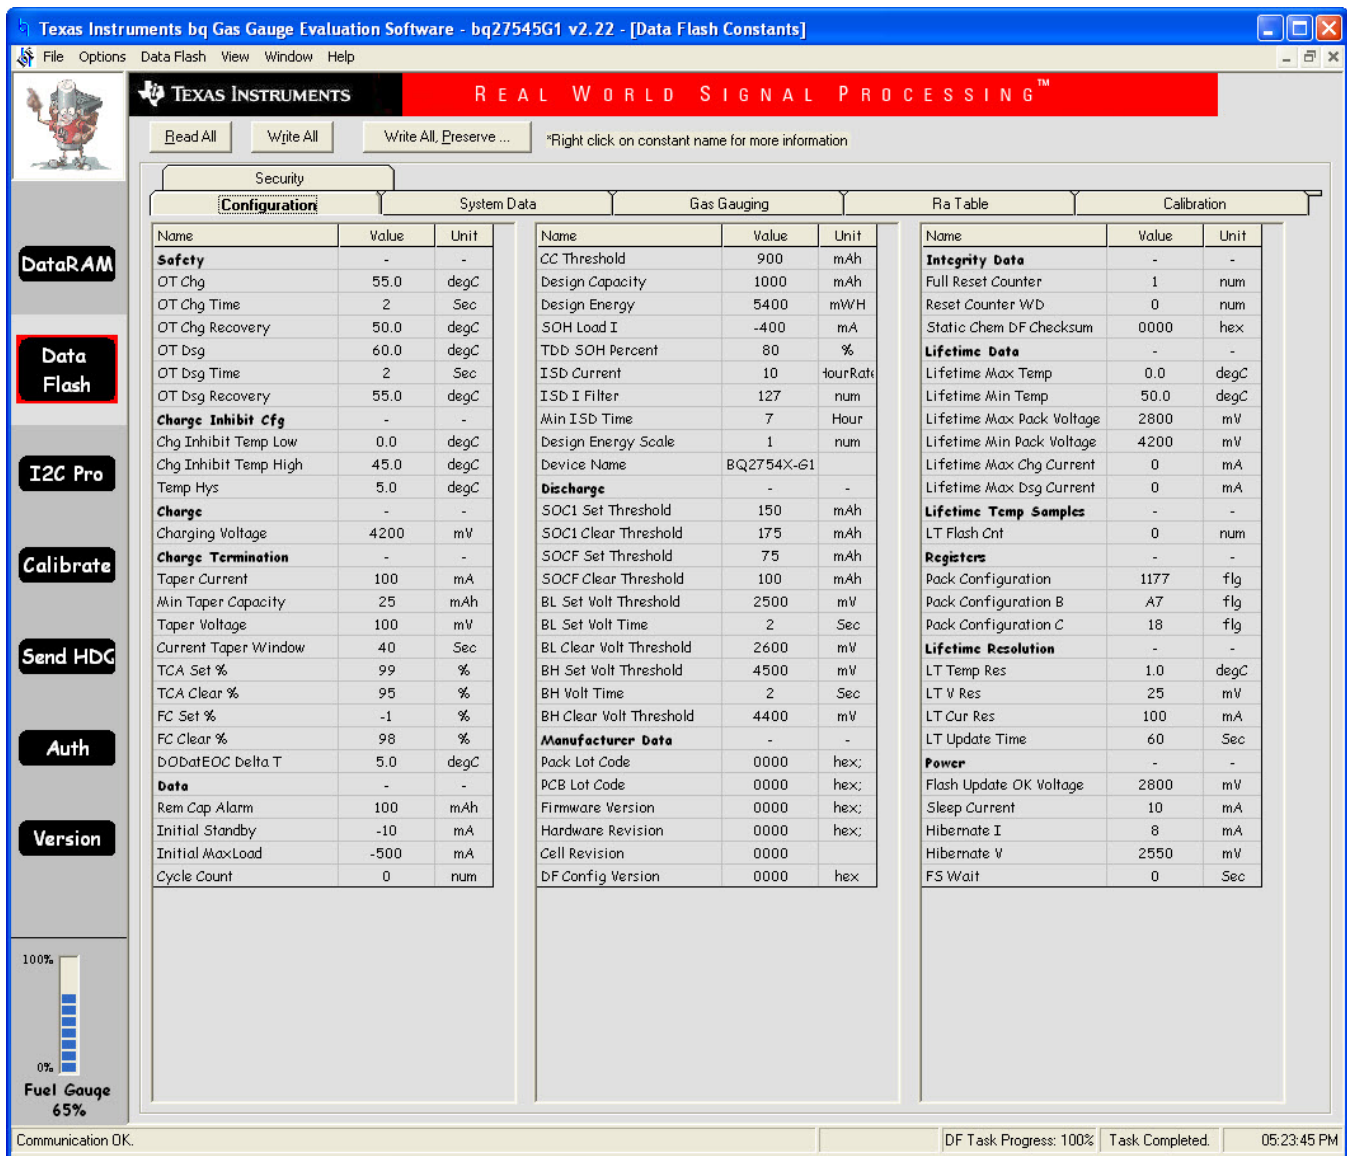 Texas Instruments bq Gas Gauge Evaluation Software - bq27545G1 v2.22 - [Data Flash Constants]
File Options Data Flash View Window Help
TEXAS INSTRUMENTS REAL WORLD SIGNAL PROCESSING™
Read All Write All Write All, Preserve ... *Right click on constant name for more information
Security
Configuration System Data Gas Gauging Ra Table Calibration
DataRAM
Data
Flash
I2C Pro
Calibrate
Send HDG
Auth
Version
100%
0%
Fuel Gauge
65%
Name Value Unit
Safety - -
OT Chg 55.0 degC
OT Chg Time 2 Sec
OT Chg Recovery 50.0 degC
OT Dsg 60.0 degC
OT Dsg Time 2 Sec
OT Dsg Recovery 55.0 degC
Charge Inhibit Cfg - -
Chg Inhibit Temp Low 0.0 degC
Chg Inhibit Temp High 45.0 degC
Temp Hys 5.0 degC
Charge - -
Charging Voltage 4200 mV
Charge Termination - -
Taper Current 100 mA
Min Taper Capacity 25 mAh
Taper Voltage 100 mV
Current Taper Window 40 Sec
TCA Set % 99 %
TCA Clear % 95 %
FC Set % -1 %
FC Clear % 98 %
DODatEOC Delta T 5.0 degC
Data - -
Rem Cap Alarm 100 mAh
Initial Standby -10 mA
Initial MaxLoad -500 mA
Cycle Count 0 num
Name Value Unit
CC Threshold 900 mAh
Design Capacity 1000 mAh
Design Energy 5400 mWH
SOH Load I -400 mA
TDD SOH Percent 80 %
ISD Current 10 HourRate
ISD I Filter 127 num
Min ISD Time 7 Hour
Design Energy Scale 1 num
Device Name BQ2754X-G1
Discharge - -
SOC1 Set Threshold 150 mAh
SOC1 Clear Threshold 175 mAh
SOCF Set Threshold 75 mAh
SOCF Clear Threshold 100 mAh
BL Set Volt Threshold 2500 mV
BL Set Volt Time 2 Sec
BL Clear Volt Threshold 2600 mV
BH Set Volt Threshold 4500 mV
BH Volt Time 2 Sec
BH Clear Volt Threshold 4400 mV
Manufacturer Data - -
Pack Lot Code 0000 hex;
PCB Lot Code 0000 hex;
Firmware Version 0000 hex;
Hardware Revision 0000 hex;
Cell Revision 0000
DF Config Version 0000 hex
Name Value Unit
Integrity Data - -
Full Reset Counter 1 num
Reset Counter WD 0 num
Static Chem DF Checksum 0000 hex
Lifetime Data - -
Lifetime Max Temp 0.0 degC
Lifetime Min Temp 50.0 degC
Lifetime Max Pack Voltage 2800 mV
Lifetime Min Pack Voltage 4200 mV
Lifetime Max Chg Current 0 mA
Lifetime Max Dsg Current 0 mA
Lifetime Temp Samples - -
LT Flash Cnt 0 num
Registers - -
Pack Configuration 1177 flg
Pack Configuration B A7 flg
Pack Configuration C 18 flg
Lifetime Resolution - -
LT Temp Res 1.0 degC
LT V Res 25 mV
LT Cur Res 100 mA
LT Update Time 60 Sec
Power - -
Flash Update OK Voltage 2800 mV
Sleep Current 10 mA
Hibernate I 8 mA
Hibernate V 2550 mV
FS Wait 0 Sec
Communication OK. DF Task Progress: 100% Task Completed. 05:23:45 PM